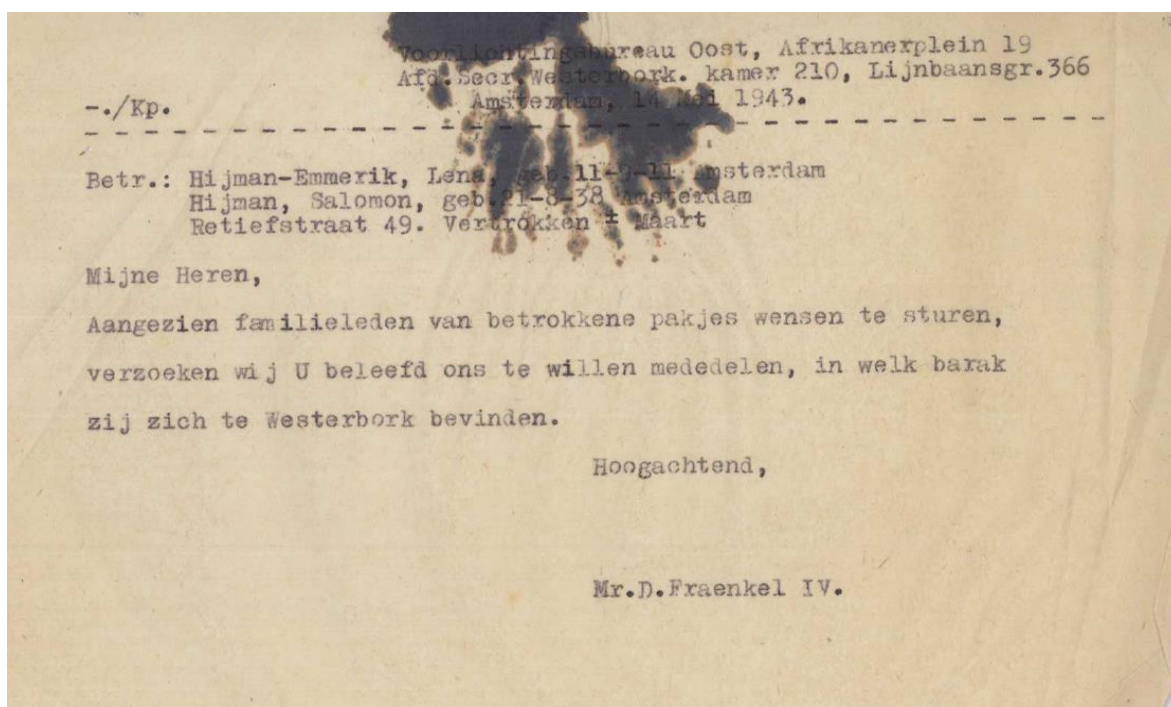 Voorlichtingsbureau Oost, Afrikanerplein 19
Afd.Secr.Westerbork. kamer 210, Lijnbaansgr.366
-./Kp. Amsterdam, 14 Mei 1943.
Betr.: Hijman-Emmerik, Lena, geb.11-9-11 Amsterdam
Hijman, Salomon, geb.21-8-38 Amsterdam
Retiefstraat 49. Vertrokken ± Maart
Mijne Heren,
Aangezien familieleden van betrokkene pakjes wensen te sturen,
verzoeken wij U beleefd ons te willen mededelen, in welk barak
zij zich te Westerbork bevinden.
Hoogachtend,
Mr.D.Fraenkel IV.